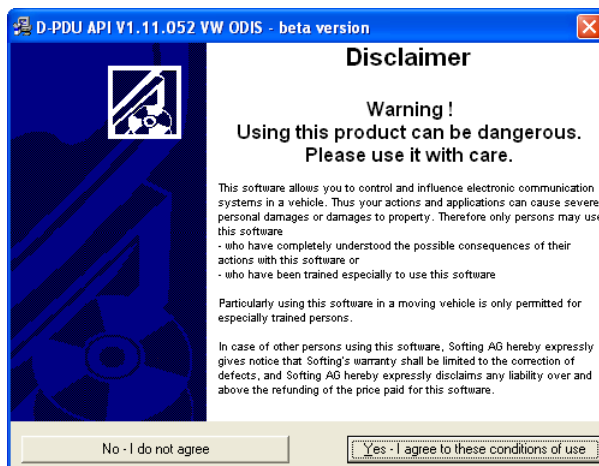 D-PDU API V1.11.052 VW ODIS - beta version
Disclaimer
Warning !
Using this product can be dangerous.
Please use it with care.
This software allows you to control and influence electronic communication
systems in a vehicle. Thus your actions and applications can cause severe
personal damages or damages to property. Therefore only persons may use
this software
- who have completely understood the possible consequences of their
actions with this software or
- who have been trained especially to use this software
Particularly using this software in a moving vehicle is only permitted for
especially trained persons.
In case of other persons using this software, Softing AG hereby expressly
gives notice that Softing's warranty shall be limited to the correction of
defects, and Softing AG hereby expressly disclaims any liability over and
above the refunding of the price paid for this software.
No - I do not agree
Yes - I agree to these conditions of use